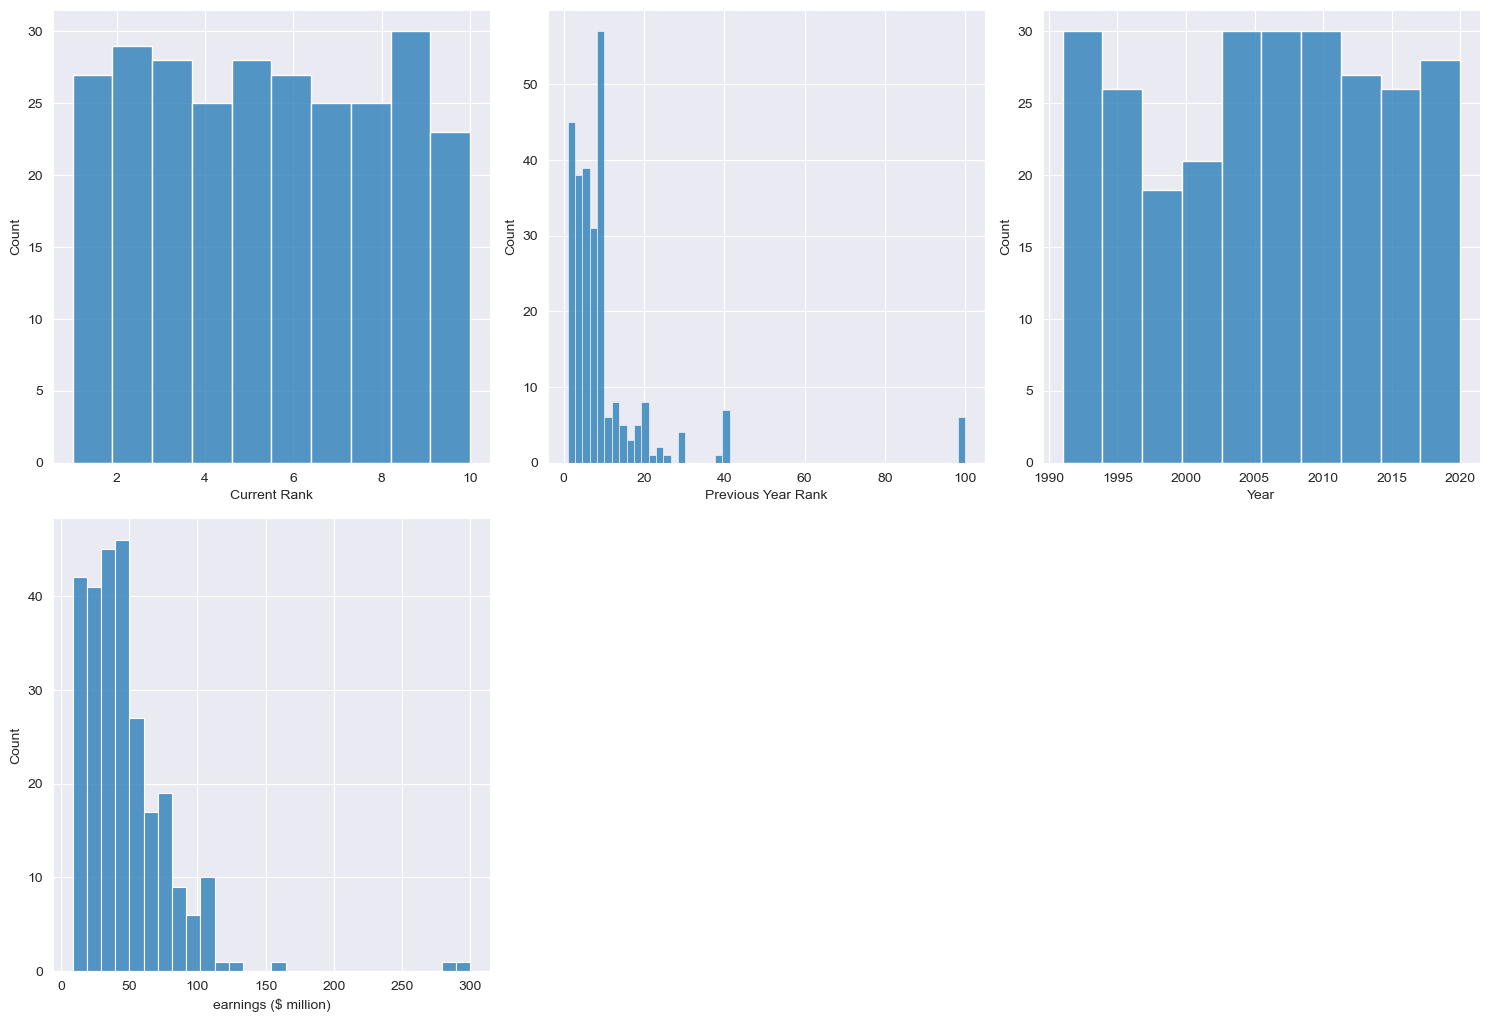 30
25
20
15
10
5
0
Count
2 4 6 8 10
Current Rank
50
40
30
20
10
0
Count
0 20 40 60 80 100
Previous Year Rank
30
25
20
15
10
5
0
Count
1990 1995 2000 2005 2010 2015 2020
Year
40
30
20
10
0
Count
0 50 100 150 200 250 300
earnings ($ million)